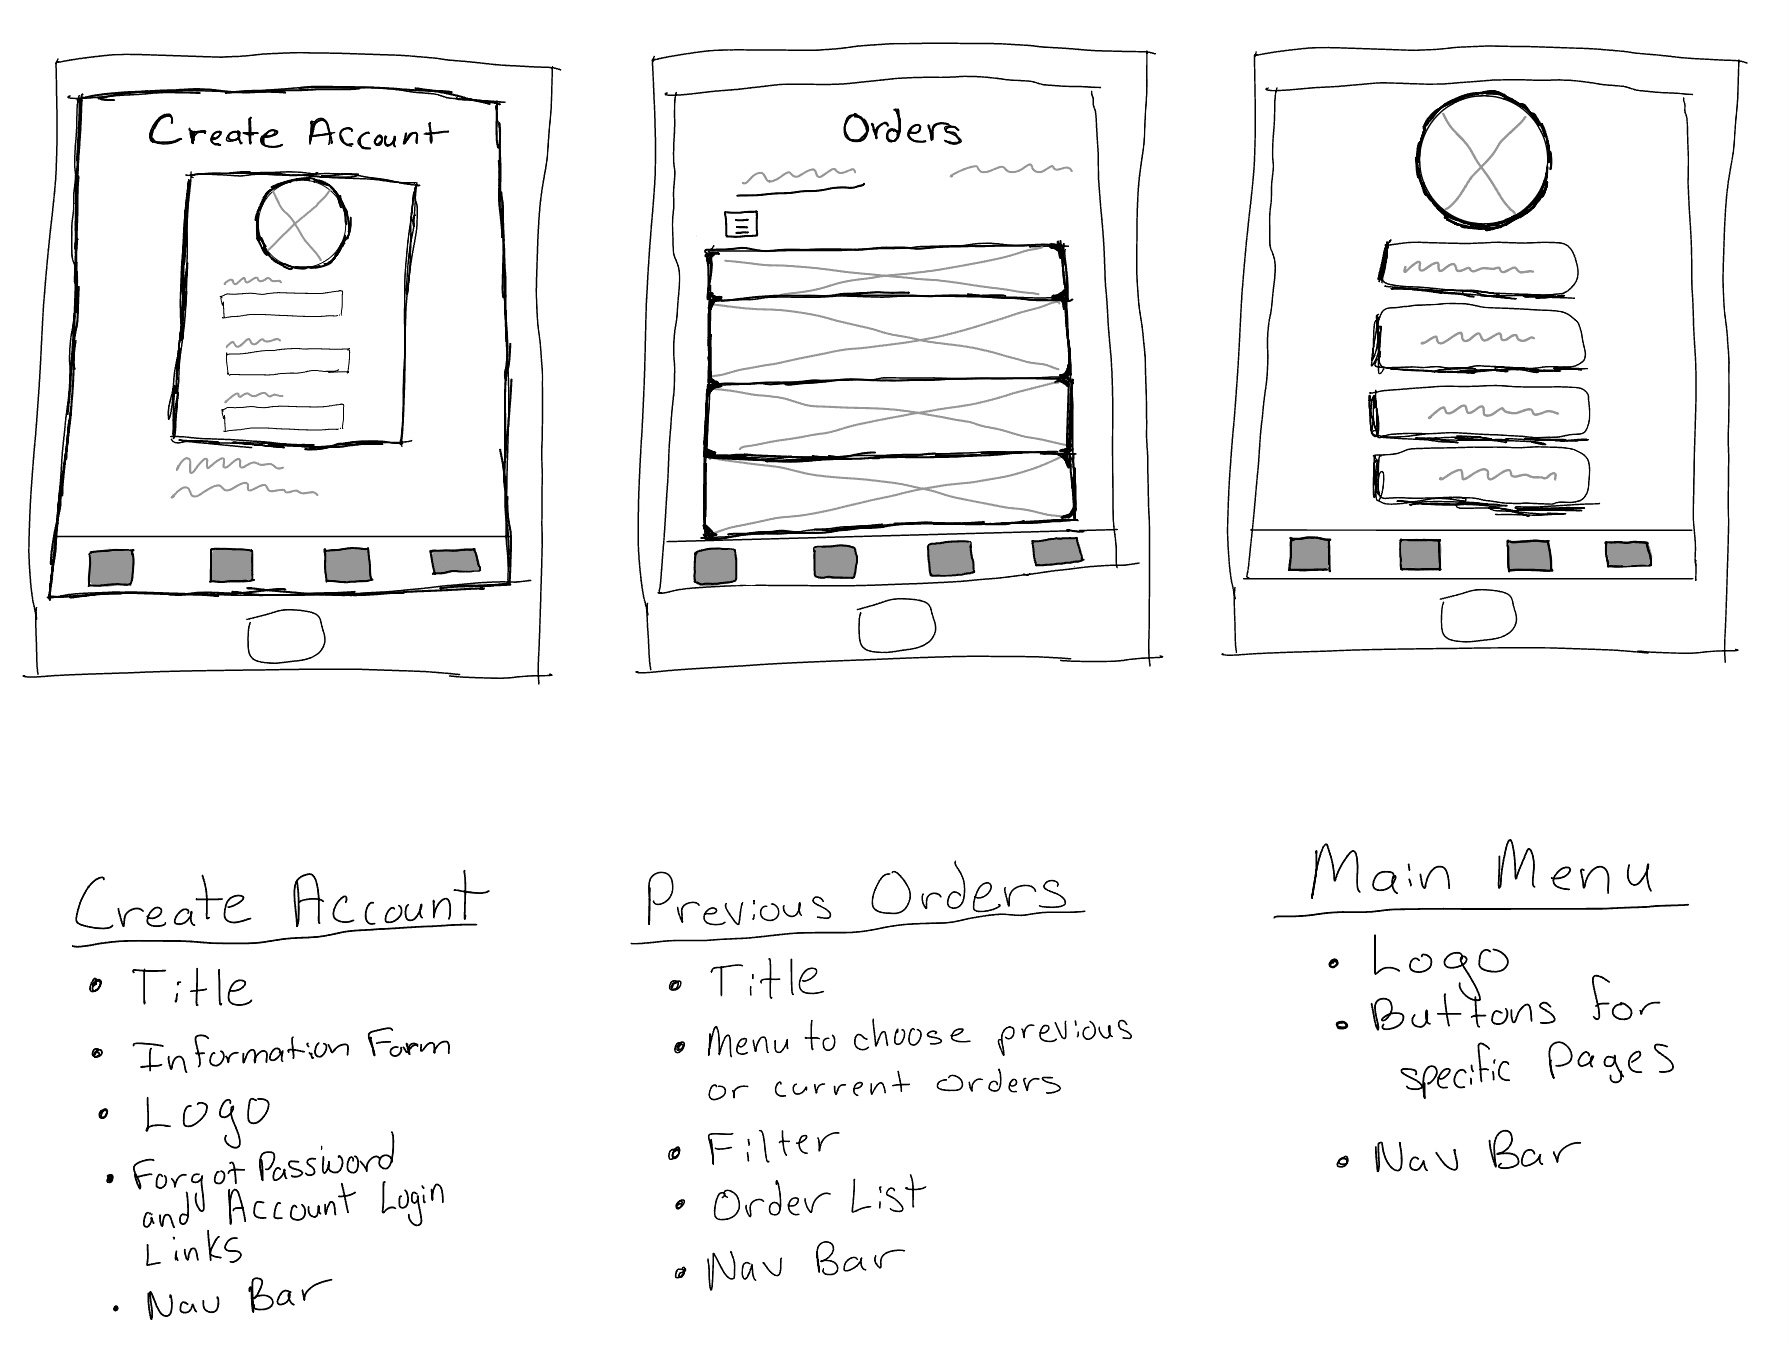 Create Account
Orders
Create Account
• Title
• Information Form
• Logo
• Forgot Password
and Account Login
Links
• Nav Bar
Previous Orders
• Title
• Menu to choose previous
or current orders
• Filter
• Order List
• Nav Bar
Main Menu
• Logo
• Buttons for
specific Pages
• Nav Bar